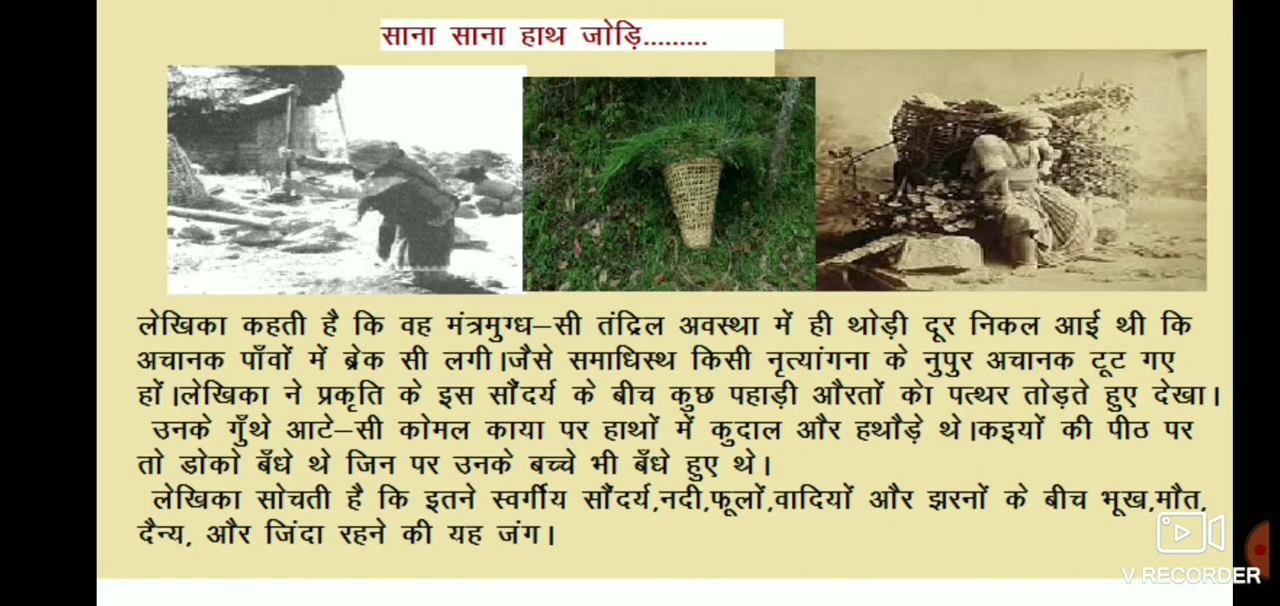 साना साना हाथ जोड़ि.........
लेखिका कहती है कि वह मंत्रमुग्ध–सी तंद्रिल अवस्था में ही थोड़ी दूर निकल आई थी कि
अचानक पाँवों में ब्रेक सी लगी।जैसे समाधिस्थ किसी नृत्यांगना के नुपुर अचानक टूट गए
हों।लेखिका ने प्रकृति के इस सौंदर्य के बीच कुछ पहाड़ी औरतों को पत्थर तोड़ते हुए देखा।
उनके गुँथे आटे–सी कोमल काया पर हाथों में कुदाल और हथौड़े थे।कइयों की पीठ पर
तो डोको बँधे थे जिन पर उनके बच्चे भी बँधे हुए थे।
लेखिका सोचती है कि इतने स्वर्गीय सौंदर्य,नदी,फूलों,वादियों और झरनों के बीच भूख,मौत,
दैन्य, और जिंदा रहने की यह जंग।
V RECORDER